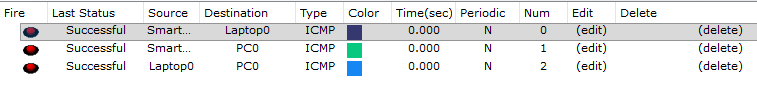 Fire Last Status Source Destination Type Color Time(sec) Periodic Num Edit Delete
Successful Smart... Laptop0 ICMP 0.000 N 0 (edit) (delete)
Successful Smart... PC0 ICMP 0.000 N 1 (edit) (delete)
Successful Laptop0 PC0 ICMP 0.000 N 2 (edit) (delete)